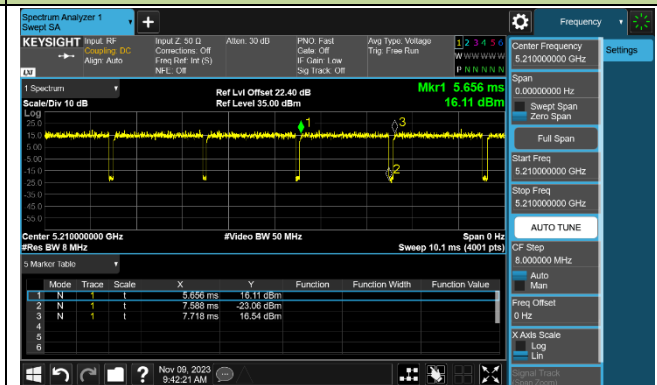 Spectrum Analyzer 1
Swept SA
Frequency
KEYSIGHT
Input: RF
Coupling: DC
Align: Auto
Input Z: 50 Ω
Corrections: Off
Freq Ref: Int (S)
NFE: Off
Atten: 30 dB
PNO: Fast
Gate: Off
IF Gain: Low
Sig Track: Off
Avg Type: Voltage
Trig: Free Run
1 2 3 4 5 6
W W W W W W
P N N N N N
LXI
1 Spectrum
Scale/Div 10 dB
Ref Lvl Offset 22.40 dB
Ref Level 35.00 dBm
Mkr1 5.656 ms
16.11 dBm
Log
25.0
15.0
5.00
-5.00
-15.0
-25.0
-35.0
-45.0
-55.0
1
3
2
Center 5.210000000 GHz
#Video BW 50 MHz
Span 0 Hz
#Res BW 8 MHz
Sweep 10.1 ms (4001 pts)
5 Marker Table
Mode Trace Scale X Y Function Function Width Function Value
1 N 1 t 5.656 ms 16.11 dBm
2 N 1 t 7.588 ms -23.06 dBm
3 N 1 t 7.718 ms 16.54 dBm
4
5
6
Nov 09, 2023
9:42:21 AM
Center Frequency
5.210000000 GHz
Settings
Span
0.00000000 Hz
Swept Span
Zero Span
Full Span
Start Freq
5.210000000 GHz
Stop Freq
5.210000000 GHz
AUTO TUNE
CF Step
8.000000 MHz
Auto
Man
Freq Offset
0 Hz
X Axis Scale
Log
Lin
Signal Track
(Span Zoom)